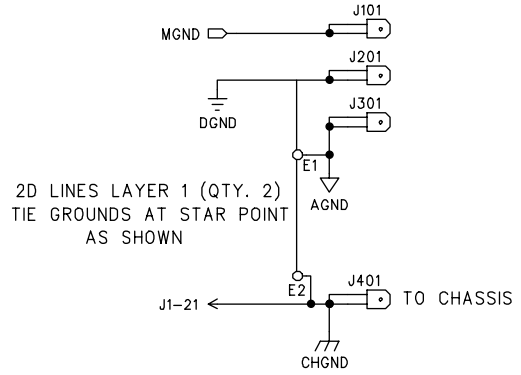 J101
MGND
J201
DGND
J301
E1
AGND
2D LINES LAYER 1 (QTY. 2)
TIE GROUNDS AT STAR POINT
AS SHOWN
E2
J401
J1-21
TO CHASSIS
CHGND